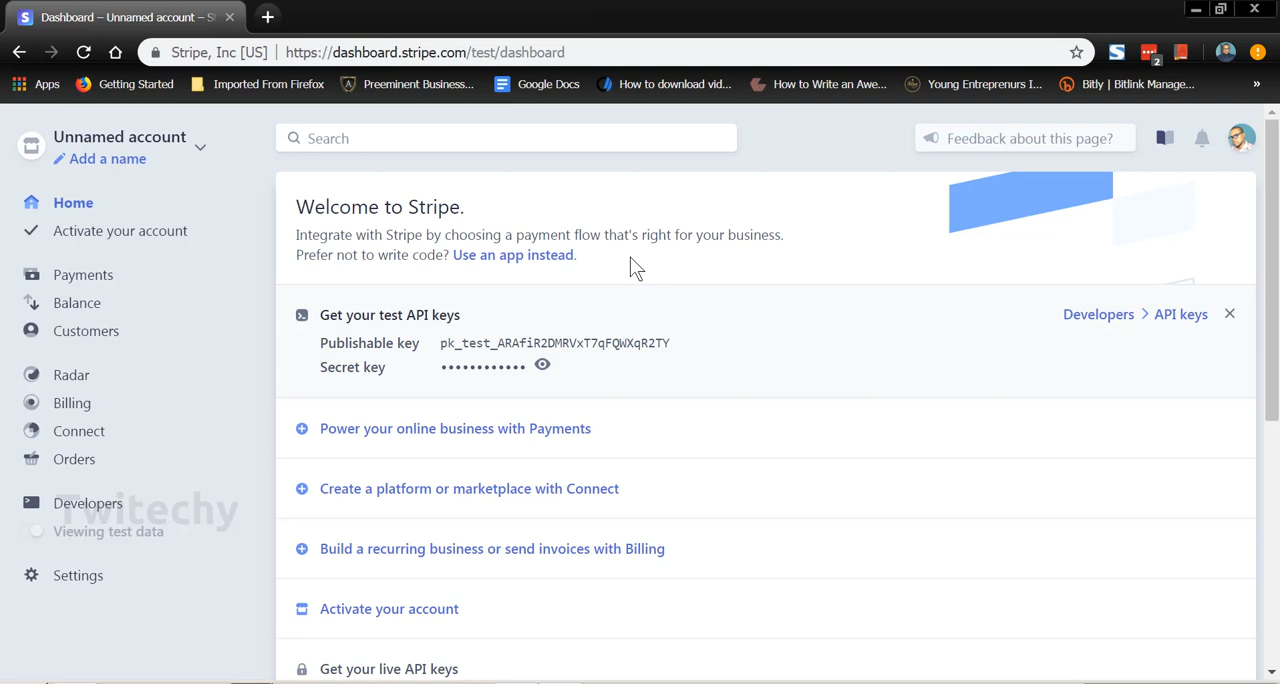 Dashboard – Unnamed account – S
Stripe, Inc [US] | https://dashboard.stripe.com/test/dashboard
2
Apps
Getting Started
Imported From Firefox
Preeminent Business...
Google Docs
How to download vid...
How to Write an Awe...
Young Entreprenurs I...
Bitly | Bitlink Manage...
»
Unnamed account
Add a name
Search
Feedback about this page?
Home
Activate your account
Payments
Balance
Customers
Radar
Billing
Connect
Orders
Developers
Twitechy
Viewing test data
Settings
Welcome to Stripe.
Integrate with Stripe by choosing a payment flow that's right for your business.
Prefer not to write code? Use an app instead.
Get your test API keys
Developers > API keys
Publishable key pk_test_ARAfiR2DMRVxT7qFQWXqR2TY
Secret key ••••••••••••
Power your online business with Payments
Create a platform or marketplace with Connect
Build a recurring business or send invoices with Billing
Activate your account
Get your live API keys